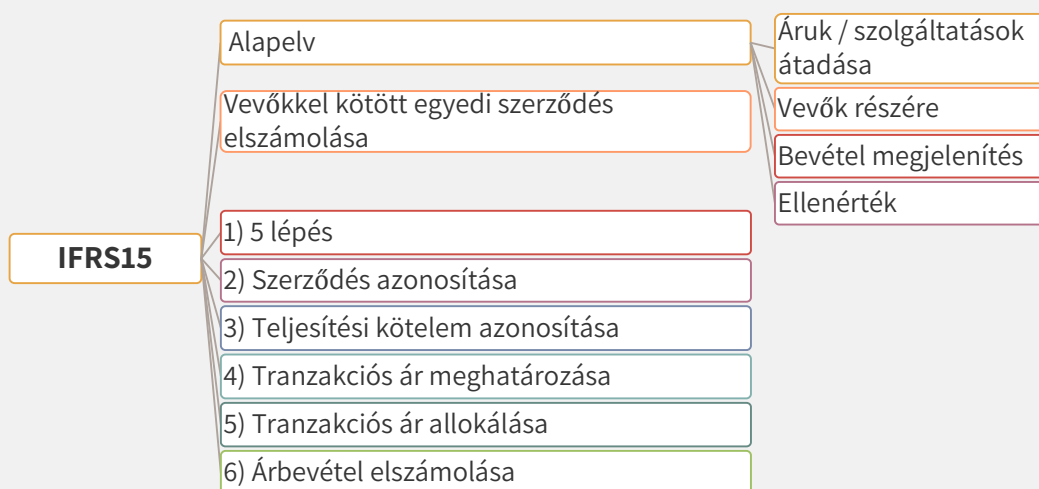 Alapelv
Áruk / szolgáltatások
átadása
Vevők részére
Bevétel megjelenítés
Ellenérték
Vevőkkel kötött egyedi szerződés
elszámolása
IFRS15
1) 5 lépés
2) Szerződés azonosítása
3) Teljesítési kötelem azonosítása
4) Tranzakciós ár meghatározása
5) Tranzakciós ár allokálása
6) Árbevétel elszámolása